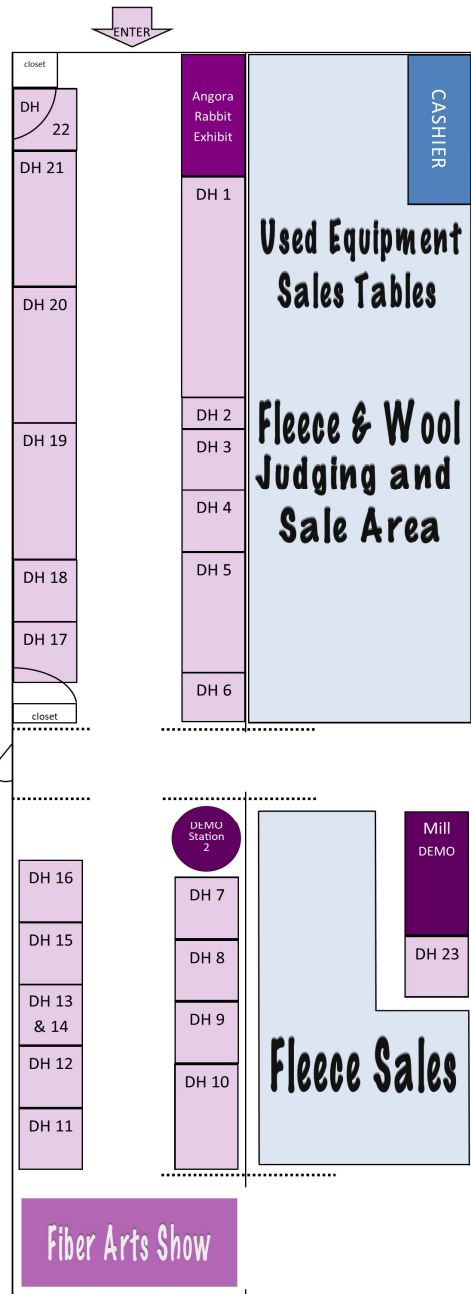 ENTER
closet
DH
22
DH 21
DH 20
DH 19
DH 18
DH 17
closet
Angora
Rabbit
Exhibit
DH 1
DH 2
DH 3
DH 4
DH 5
DH 6
CASHIER
Used Equipment
Sales Tables
Fleece & Wool
Judging and
Sale Area
DEMO
Station
2
Mill
DEMO
DH 16
DH 15
DH 13
& 14
DH 12
DH 11
DH 7
DH 8
DH 9
DH 10
DH 23
Fleece Sales
Fiber Arts Show